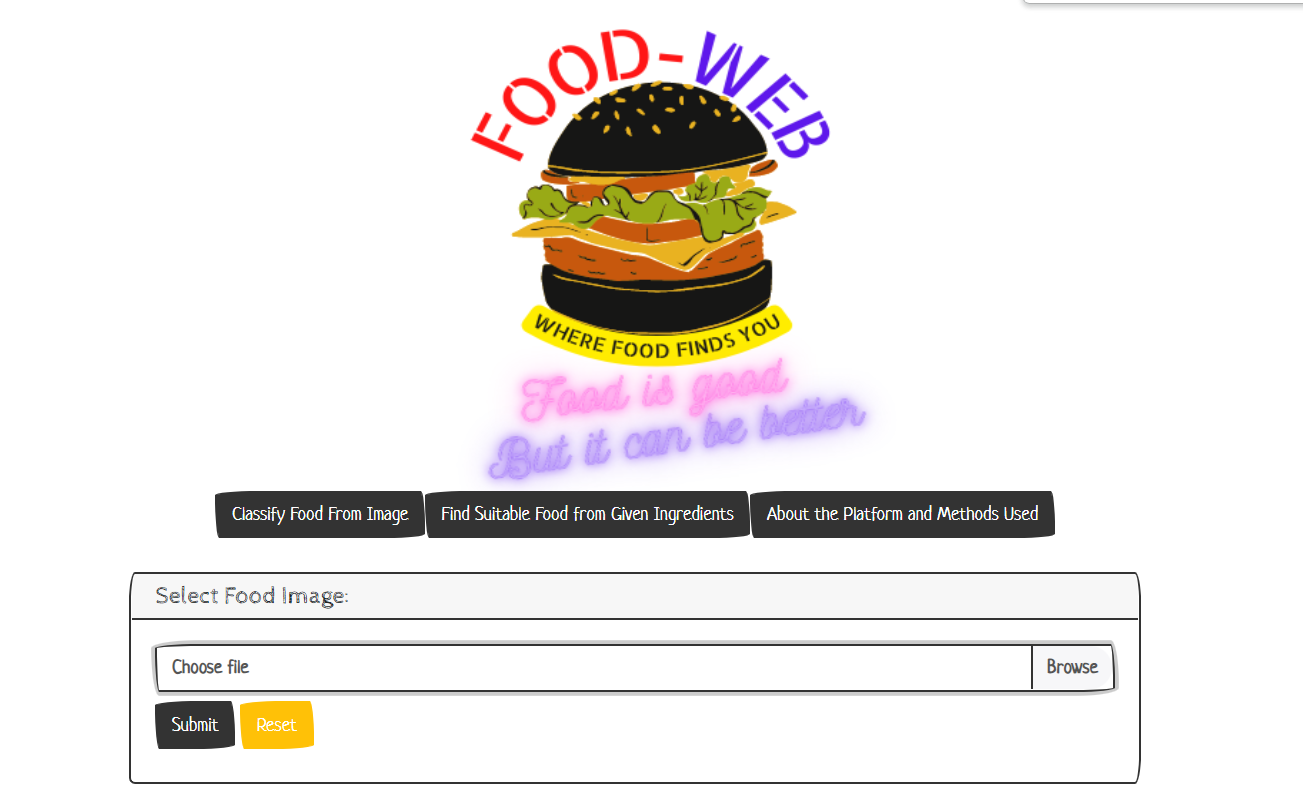 FOOD-WEB
WHERE FOOD FINDS YOU
Food is good
But it can be better
Classify Food From Image
Find Suitable Food from Given Ingredients
About the Platform and Methods Used
Select Food Image:
Choose file
Browse
Submit
Reset